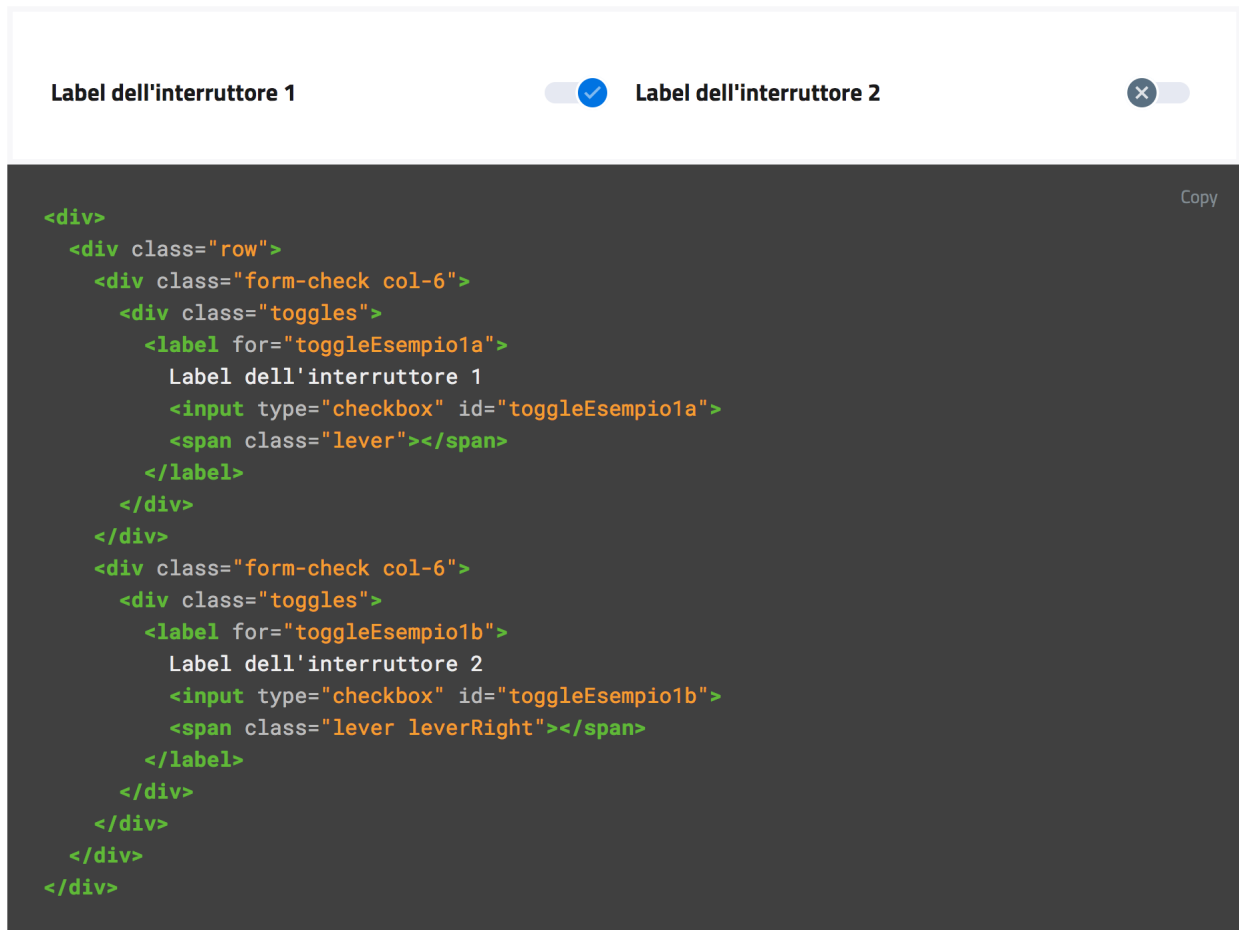 Label dell'interruttore 1
Label dell'interruttore 2
Copy
<div>
  <div class="row">
    <div class="form-check col-6">
      <div class="toggles">
        <label for="toggleEsempio1a">
          Label dell'interruttore 1
          <input type="checkbox" id="toggleEsempio1a">
          <span class="lever"></span>
        </label>
      </div>
    </div>
    <div class="form-check col-6">
      <div class="toggles">
        <label for="toggleEsempio1b">
          Label dell'interruttore 2
          <input type="checkbox" id="toggleEsempio1b">
          <span class="lever leverRight"></span>
        </label>
      </div>
    </div>
  </div>
</div>